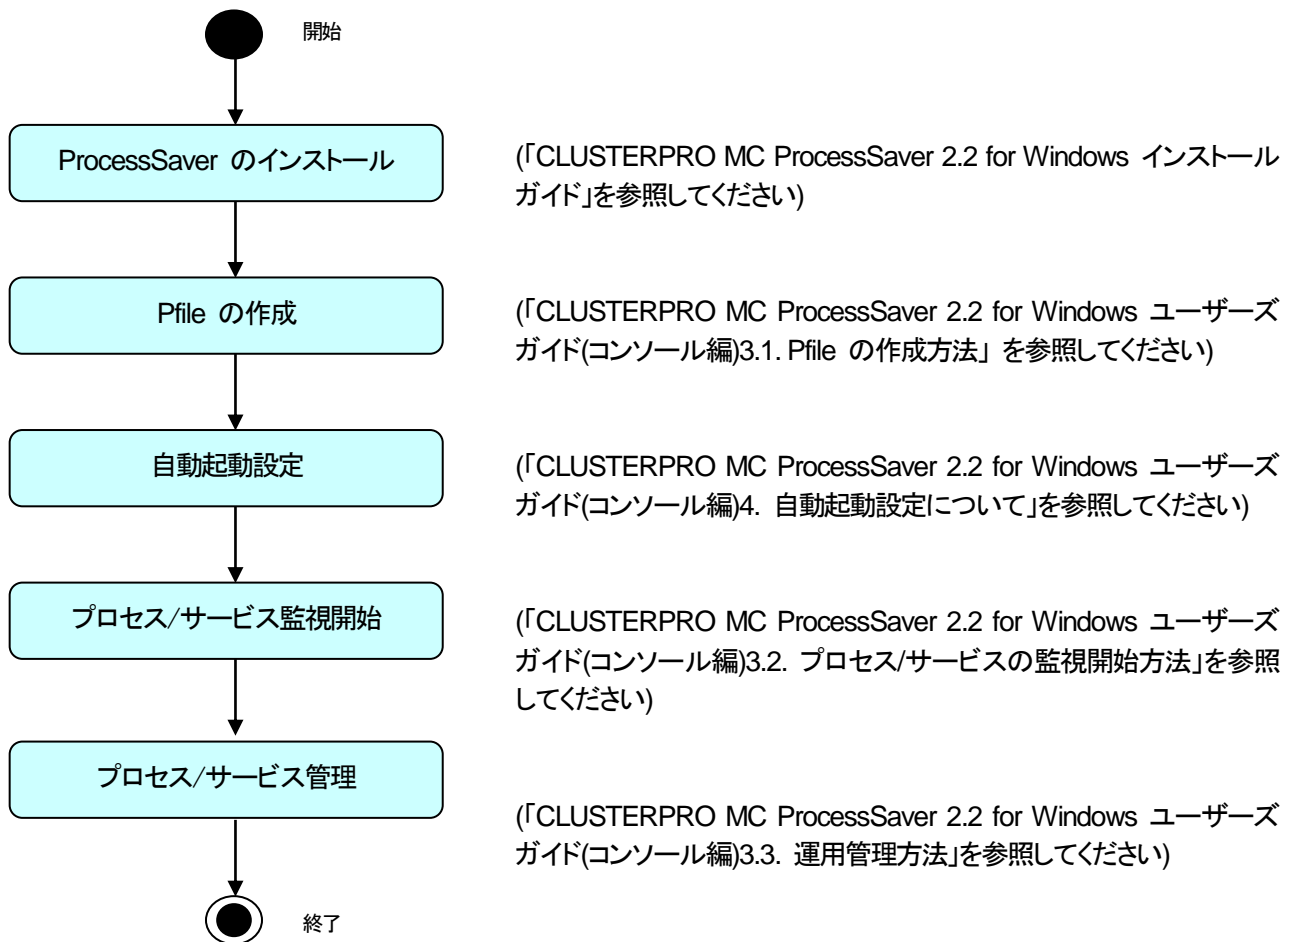 開始
ProcessSaver のインストール
(「CLUSTERPRO MC ProcessSaver 2.2 for Windows インストール
ガイド」を参照してください)
Pfile の作成
(「CLUSTERPRO MC ProcessSaver 2.2 for Windows ユーザーズ
ガイド(コンソール編)3.1. Pfile の作成方法」 を参照してください)
自動起動設定
(「CLUSTERPRO MC ProcessSaver 2.2 for Windows ユーザーズ
ガイド(コンソール編)4. 自動起動設定について」を参照してください)
プロセス/サービス監視開始
(「CLUSTERPRO MC ProcessSaver 2.2 for Windows ユーザーズ
ガイド(コンソール編)3.2. プロセス/サービスの監視開始方法」を参照
してください)
プロセス/サービス管理
(「CLUSTERPRO MC ProcessSaver 2.2 for Windows ユーザーズ
ガイド(コンソール編)3.3. 運用管理方法」を参照してください)
終了